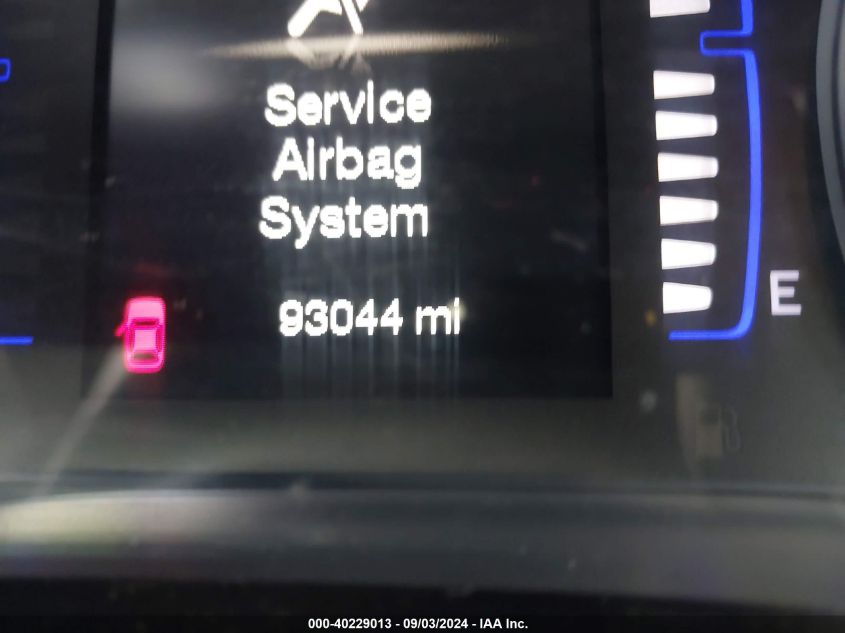 Service
Airbag
System
93044 mi
E
000-40229013 - 09/03/2024 - IAA Inc.